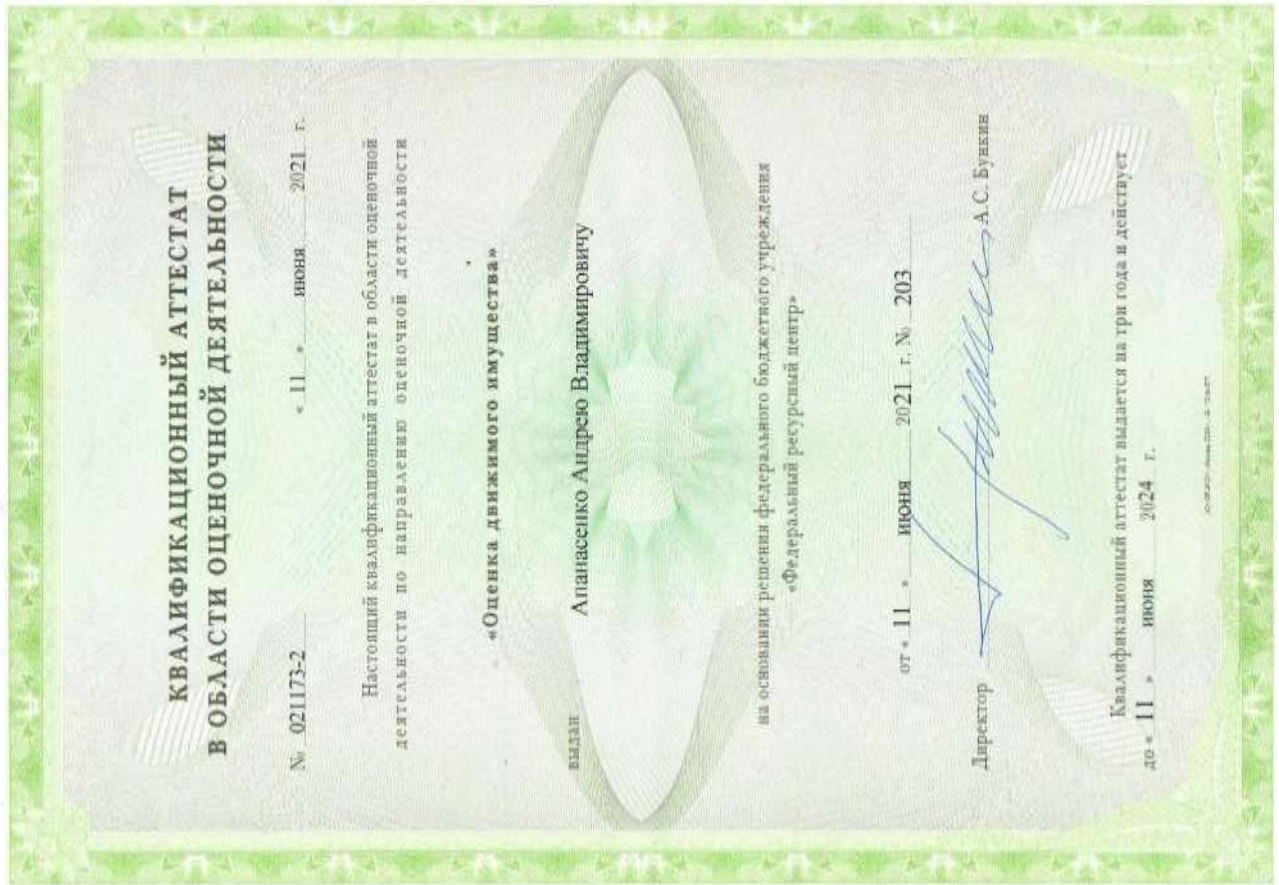 КВАЛИФИКАЦИОННЫЙ АТТЕСТАТ
В ОБЛАСТИ ОЦЕНОЧНОЙ ДЕЯТЕЛЬНОСТИ
№ 021173-2 « 11 » июня 2021 г.
Настоящий квалификационный аттестат в области оценочной
деятельности по направлению оценочной деятельности
«Оценка движимого имущества»
выдан Апанасенко Андрею Владимировичу
на основании решения федерального бюджетного учреждения
«Федеральный ресурсный центр»
от « 11 » июня 2021 г. № 203
Директор А.С. Бункин
Квалификационный аттестат выдается на три года и действует
до « 11 » июня 2024 г.